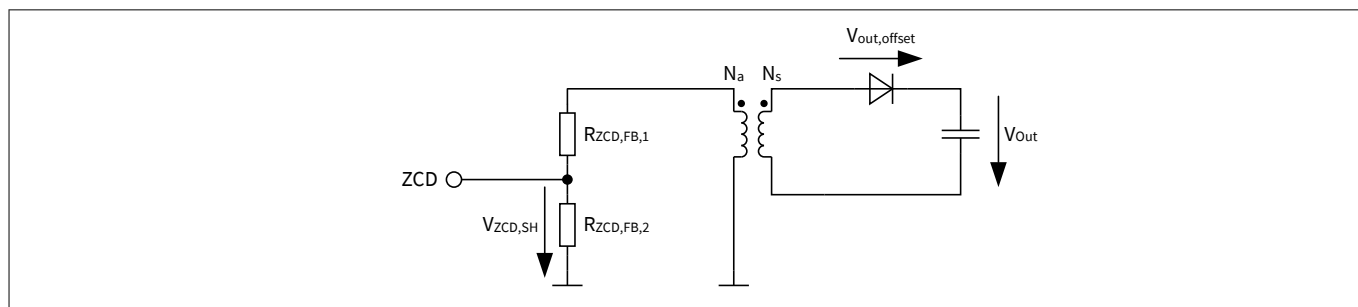 Vout,offset
Na Ns
RZCD,FB,1
VOut
ZCD
VZCD,SH RZCD,FB,2